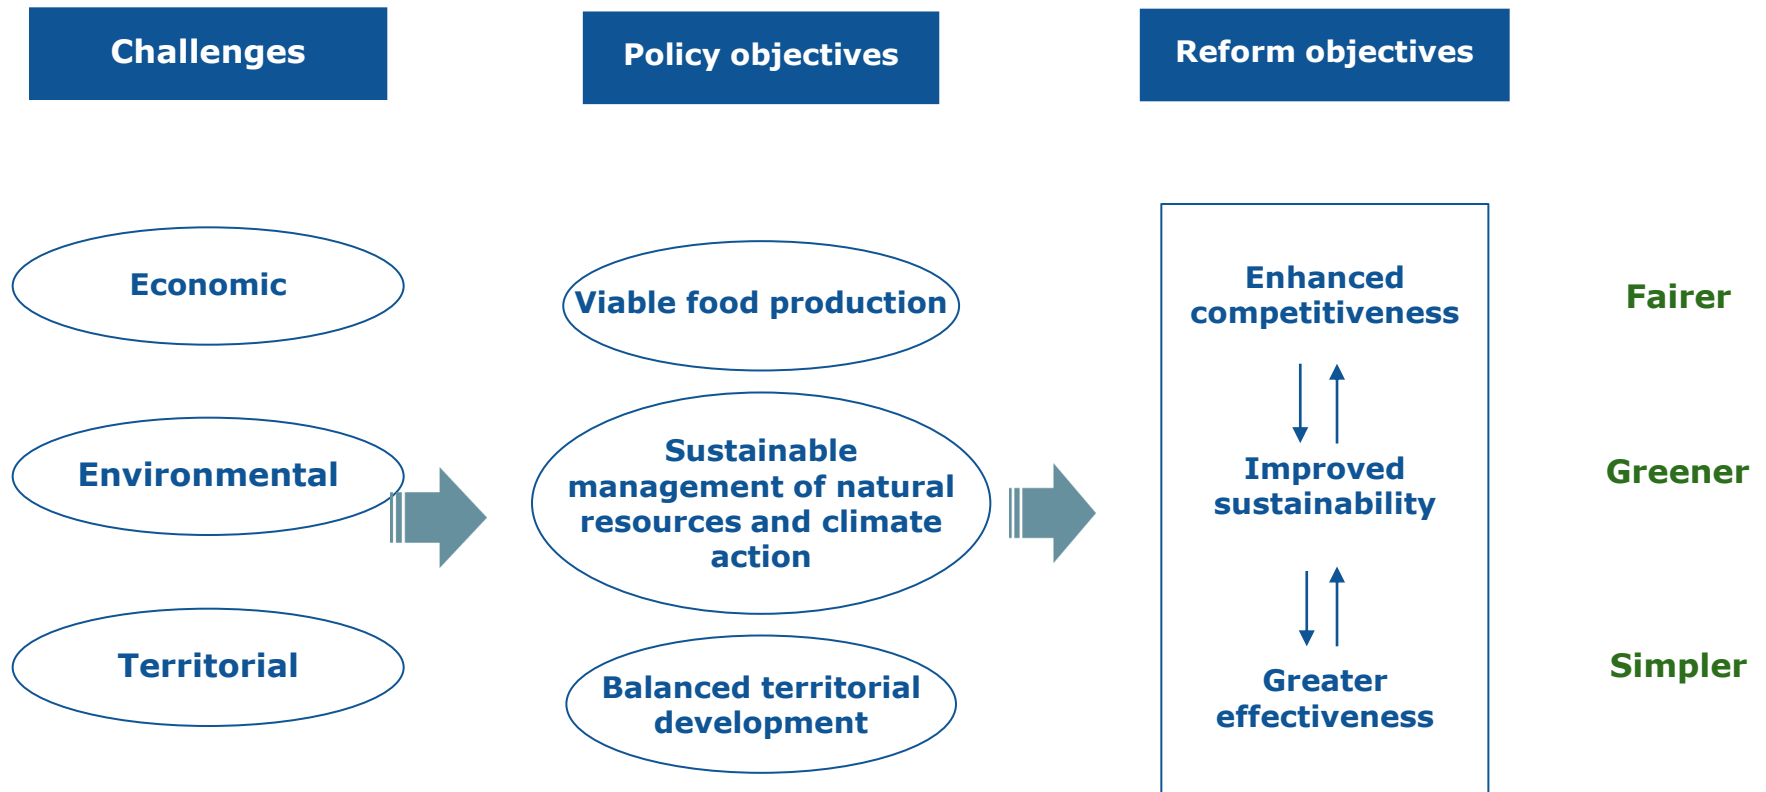 Challenges
Policy objectives
Reform objectives
Economic
Environmental
Territorial
Viable food production
Sustainable
management of natural
resources and climate
action
Balanced territorial
development
Enhanced
competitiveness
Improved
sustainability
Greater
effectiveness
Fairer
Greener
Simpler